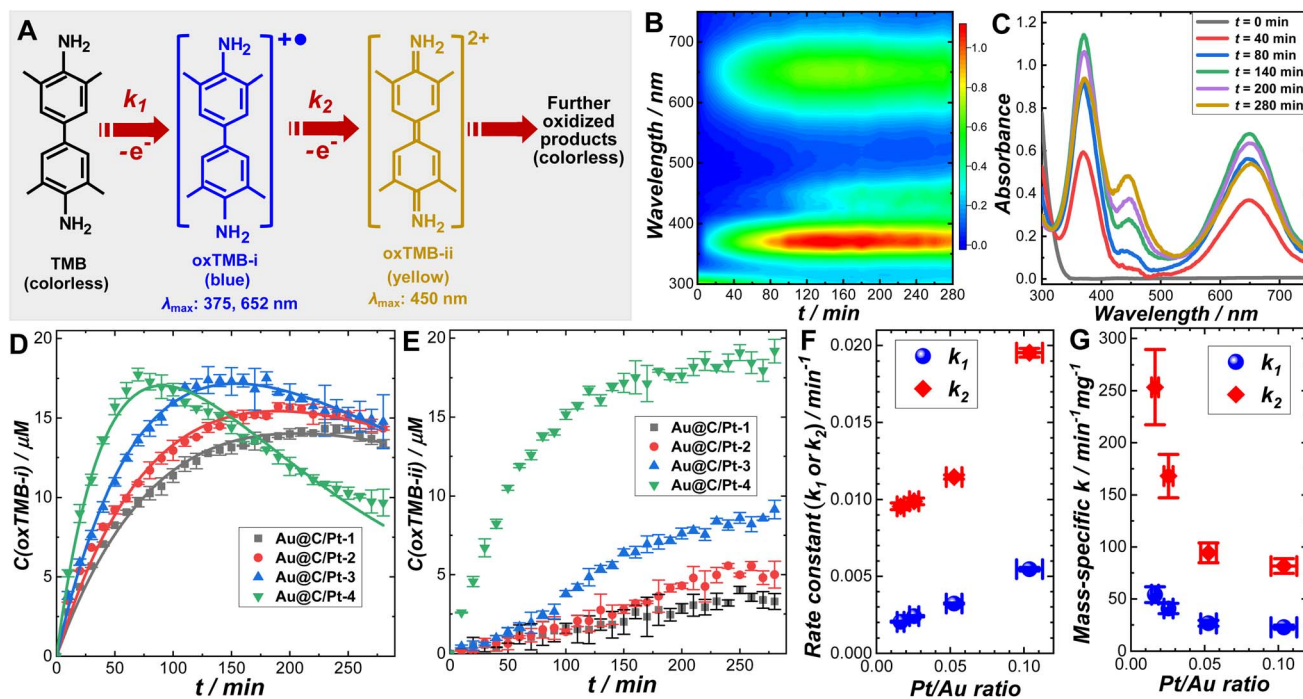 A
NH2
k1
-e-
NH2
TMB
(colorless)
NH2
+●
NH2
oxTMB-i
(blue)
λmax: 375, 652 nm
k2
-e-
NH2
2+
NH2
oxTMB-ii
(yellow)
λmax: 450 nm
Further
oxidized
products
(colorless)
B
Wavelength / nm
700
600
500
400
300
0 40 80 120 160 200 240 280
t / min
1.0
0.8
0.6
0.4
0.2
0.0
C
Absorbance
1.2
1.0
0.8
0.6
0.4
0.2
0.0
300 400 500 600 700
Wavelength / nm
t = 0 min
t = 40 min
t = 80 min
t = 140 min
t = 200 min
t = 280 min
D
C(oxTMB-i) / μM
20
15
10
5
0
0 50 100 150 200 250
t / min
Au@C/Pt-1
Au@C/Pt-2
Au@C/Pt-3
Au@C/Pt-4
E
C(oxTMB-ii) / μM
20
15
10
5
0
0 50 100 150 200 250
t / min
Au@C/Pt-1
Au@C/Pt-2
Au@C/Pt-3
Au@C/Pt-4
F
Rate constant (k1 or k2) / min-1
0.020
0.015
0.010
0.005
0.000
0.00 0.05 0.10
Pt/Au ratio
k1
k2
G
Mass-specific k / min-1 mg-1
300
250
200
150
100
50
0
0.00 0.05 0.10
Pt/Au ratio
k1
k2